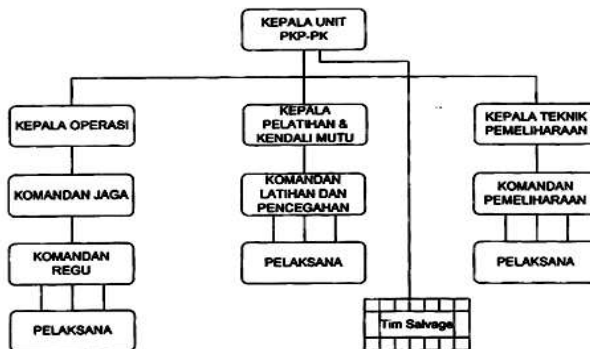 KEPALA UNIT
PKP-PK
KEPALA OPERASI
KEPALA
PELATIHAN &
KENDALI MUTU
KEPALA TEKNIK
PEMELIHARAAN
KOMANDAN JAGA
KOMANDAN
LATIHAN DAN
PENCEGAHAN
KOMANDAN
PEMELIHARAAN
KOMANDAN
REGU
PELAKSANA
PELAKSANA
PELAKSANA
Tim Salvage